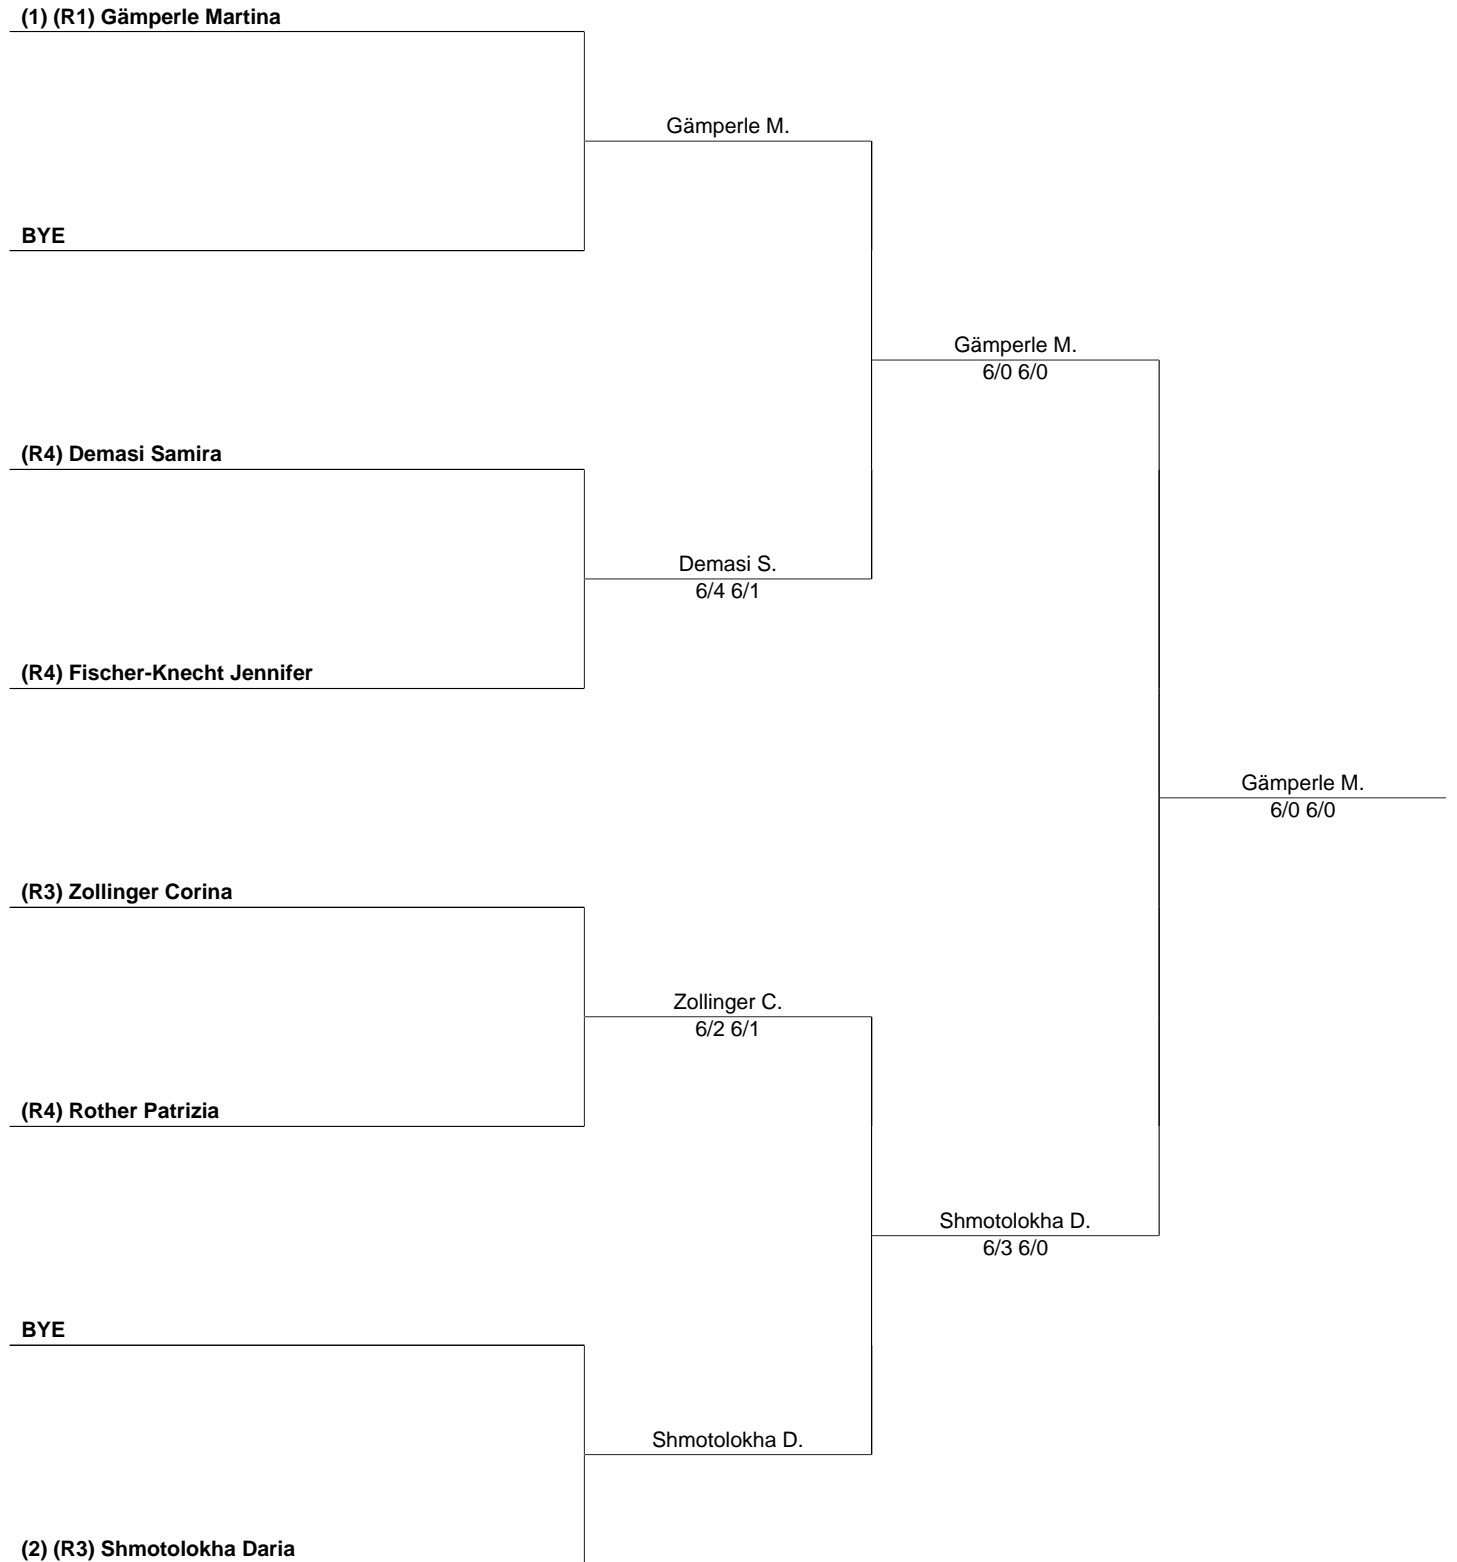 (1) (R1) Gämperle Martina
Gämperle M.
BYE
Gämperle M.
6/0 6/0
(R4) Demasi Samira
Demasi S.
6/4 6/1
(R4) Fischer-Knecht Jennifer
Gämperle M.
6/0 6/0
(R3) Zollinger Corina
Zollinger C.
6/2 6/1
(R4) Rother Patrizia
Shmotolokha D.
6/3 6/0
BYE
Shmotolokha D.
(2) (R3) Shmotolokha Daria